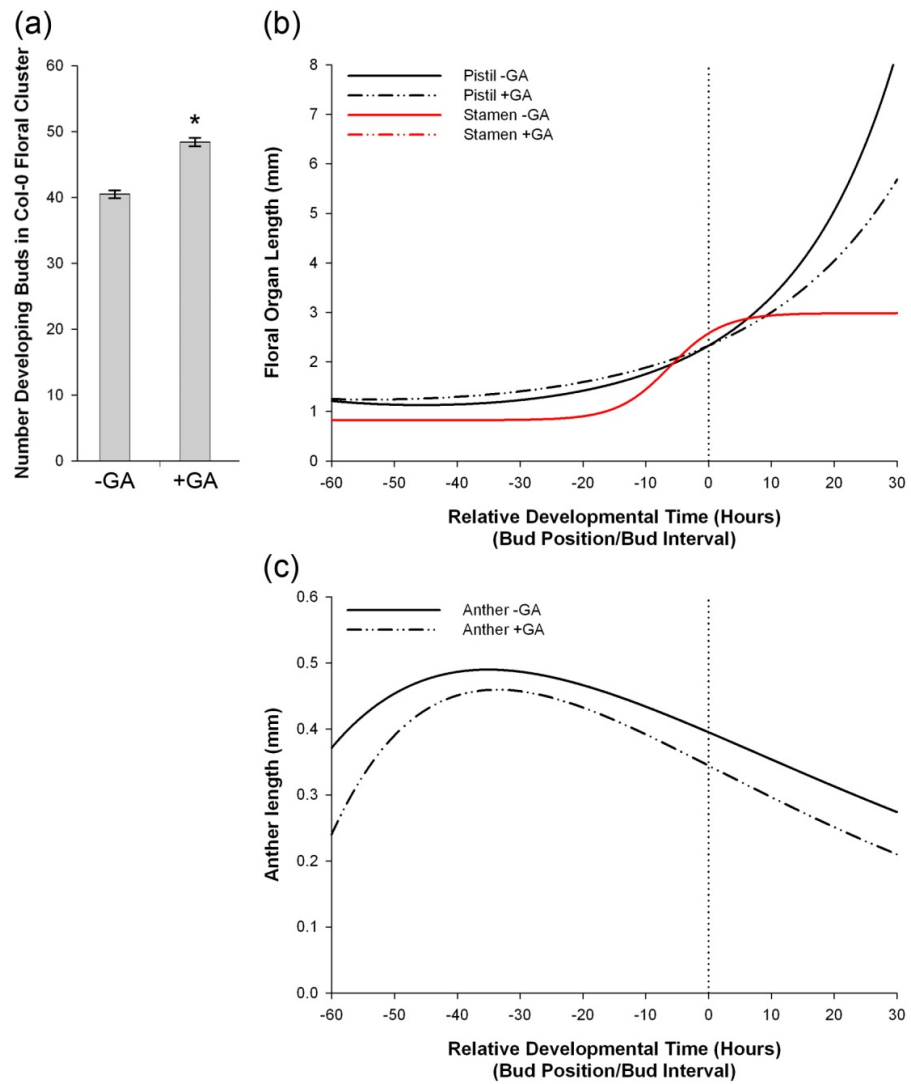 (a)
Number Developing Buds in Col-0 Floral Cluster
60
50
40
30
20
10
0
*
-GA
+GA
(b)
Floral Organ Length (mm)
8
7
6
5
4
3
2
1
0
Pistil -GA
Pistil +GA
Stamen -GA
Stamen +GA
-60 -50 -40 -30 -20 -10 0 10 20 30
Relative Developmental Time (Hours)
(Bud Position/Bud Interval)
(c)
Anther length (mm)
0.6
0.5
0.4
0.3
0.2
0.1
0.0
Anther -GA
Anther +GA
-60 -50 -40 -30 -20 -10 0 10 20 30
Relative Developmental Time (Hours)
(Bud Position/Bud Interval)